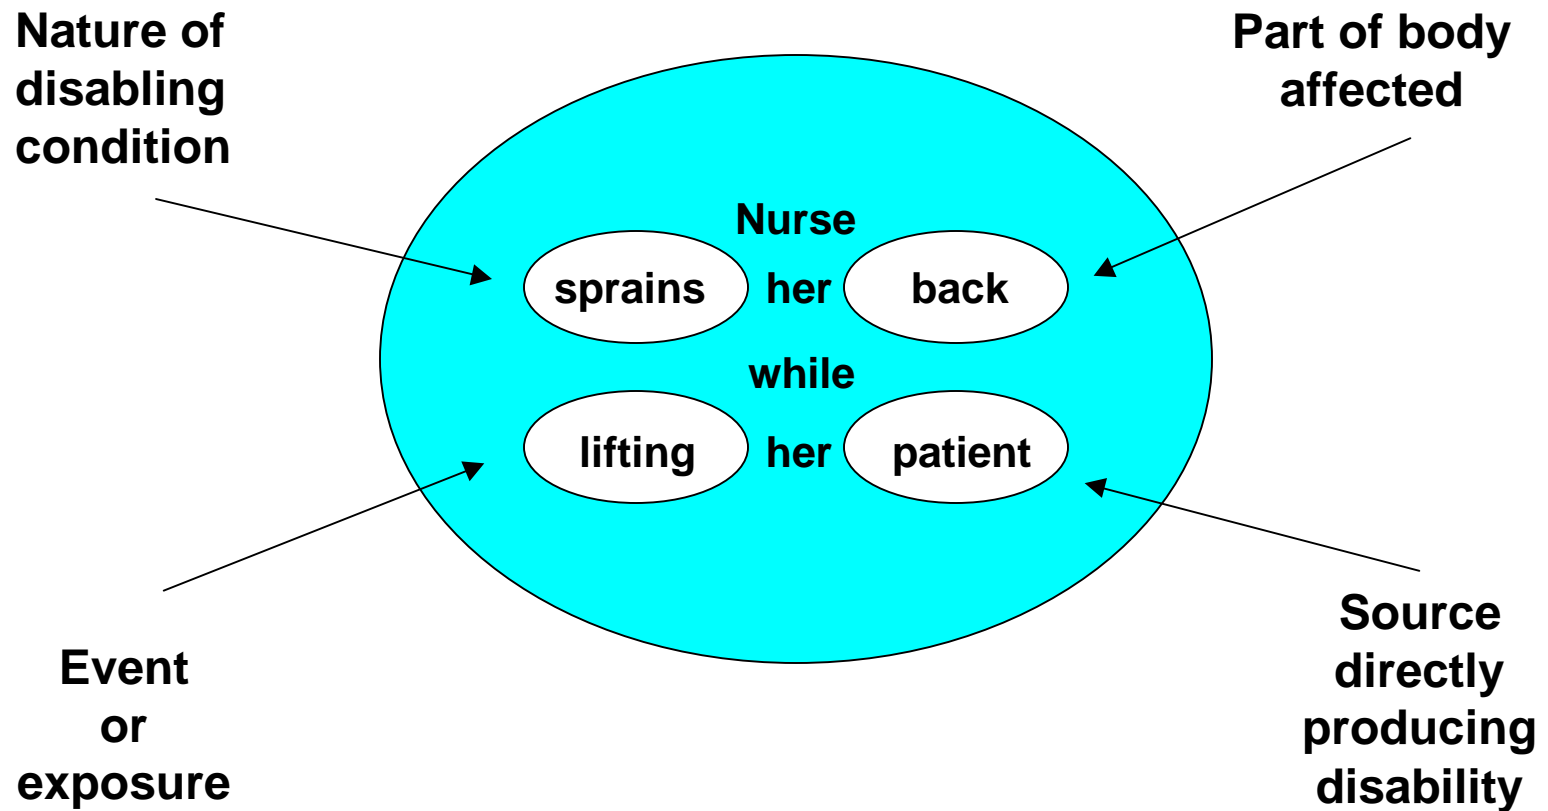 Nature of
disabling
condition
Part of body
affected
Nurse
sprains her back
while
lifting her patient
Event
or
exposure
Source
directly
producing
disability